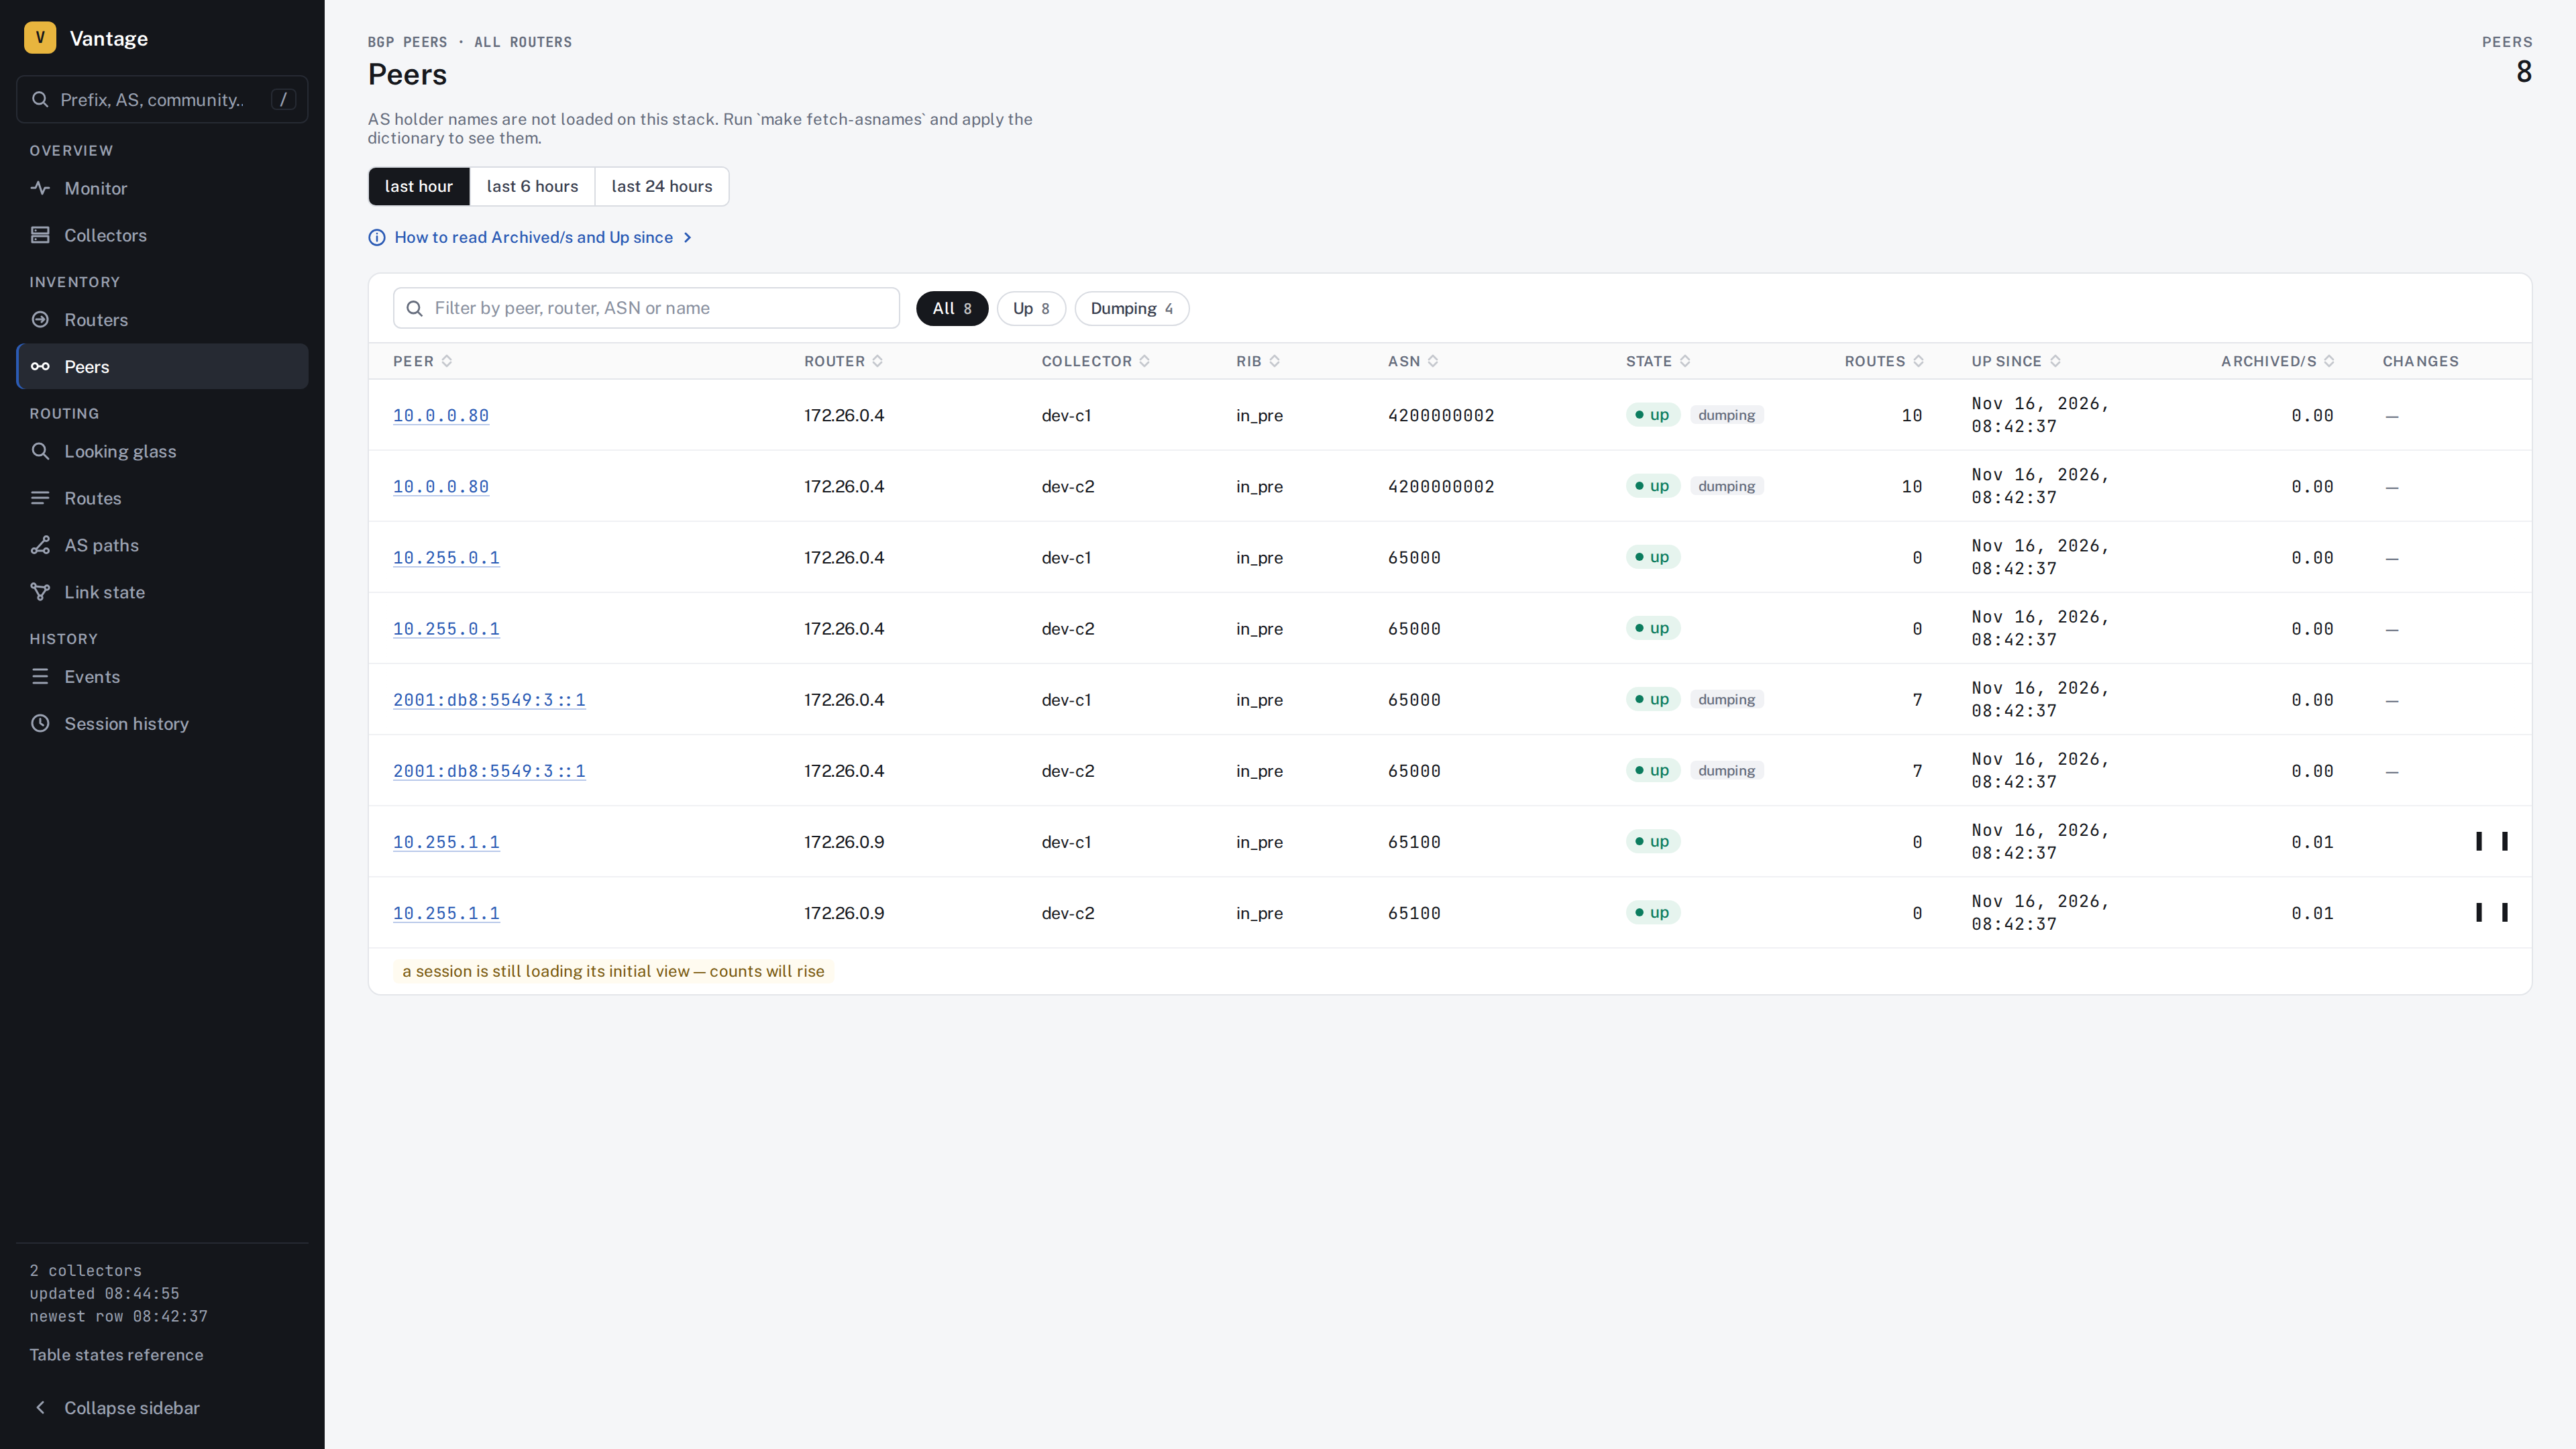 V
Vantage
Prefix, AS, community..
/
OVERVIEW
Monitor
Collectors
INVENTORY
Routers
Peers
ROUTING
Looking glass
Routes
AS paths
Link state
HISTORY
Events
Session history
2 collectors
updated 08:44:55
newest row 08:42:37
Table states reference
Collapse sidebar
BGP PEERS · ALL ROUTERS
Peers
PEERS
8
AS holder names are not loaded on this stack. Run `make fetch-asnames` and apply the
dictionary to see them.
last hour last 6 hours last 24 hours
How to read Archived/s and Up since
Filter by peer, router, ASN or name
All 8 Up 8 Dumping 4
PEER ROUTER COLLECTOR RIB ASN STATE ROUTES UP SINCE ARCHIVED/S CHANGES
10.0.0.80 172.26.0.4 dev-c1 in_pre 4200000002 up dumping 10 Nov 16, 2026, 0.00 —
08:42:37
10.0.0.80 172.26.0.4 dev-c2 in_pre 4200000002 up dumping 10 Nov 16, 2026, 0.00 —
08:42:37
10.255.0.1 172.26.0.4 dev-c1 in_pre 65000 up 0 Nov 16, 2026, 0.00 —
08:42:37
10.255.0.1 172.26.0.4 dev-c2 in_pre 65000 up 0 Nov 16, 2026, 0.00 —
08:42:37
2001:db8:5549:3::1 172.26.0.4 dev-c1 in_pre 65000 up dumping 7 Nov 16, 2026, 0.00 —
08:42:37
2001:db8:5549:3::1 172.26.0.4 dev-c2 in_pre 65000 up dumping 7 Nov 16, 2026, 0.00 —
08:42:37
10.255.1.1 172.26.0.9 dev-c1 in_pre 65100 up 0 Nov 16, 2026, 0.01
08:42:37
10.255.1.1 172.26.0.9 dev-c2 in_pre 65100 up 0 Nov 16, 2026, 0.01
08:42:37
a session is still loading its initial view — counts will rise